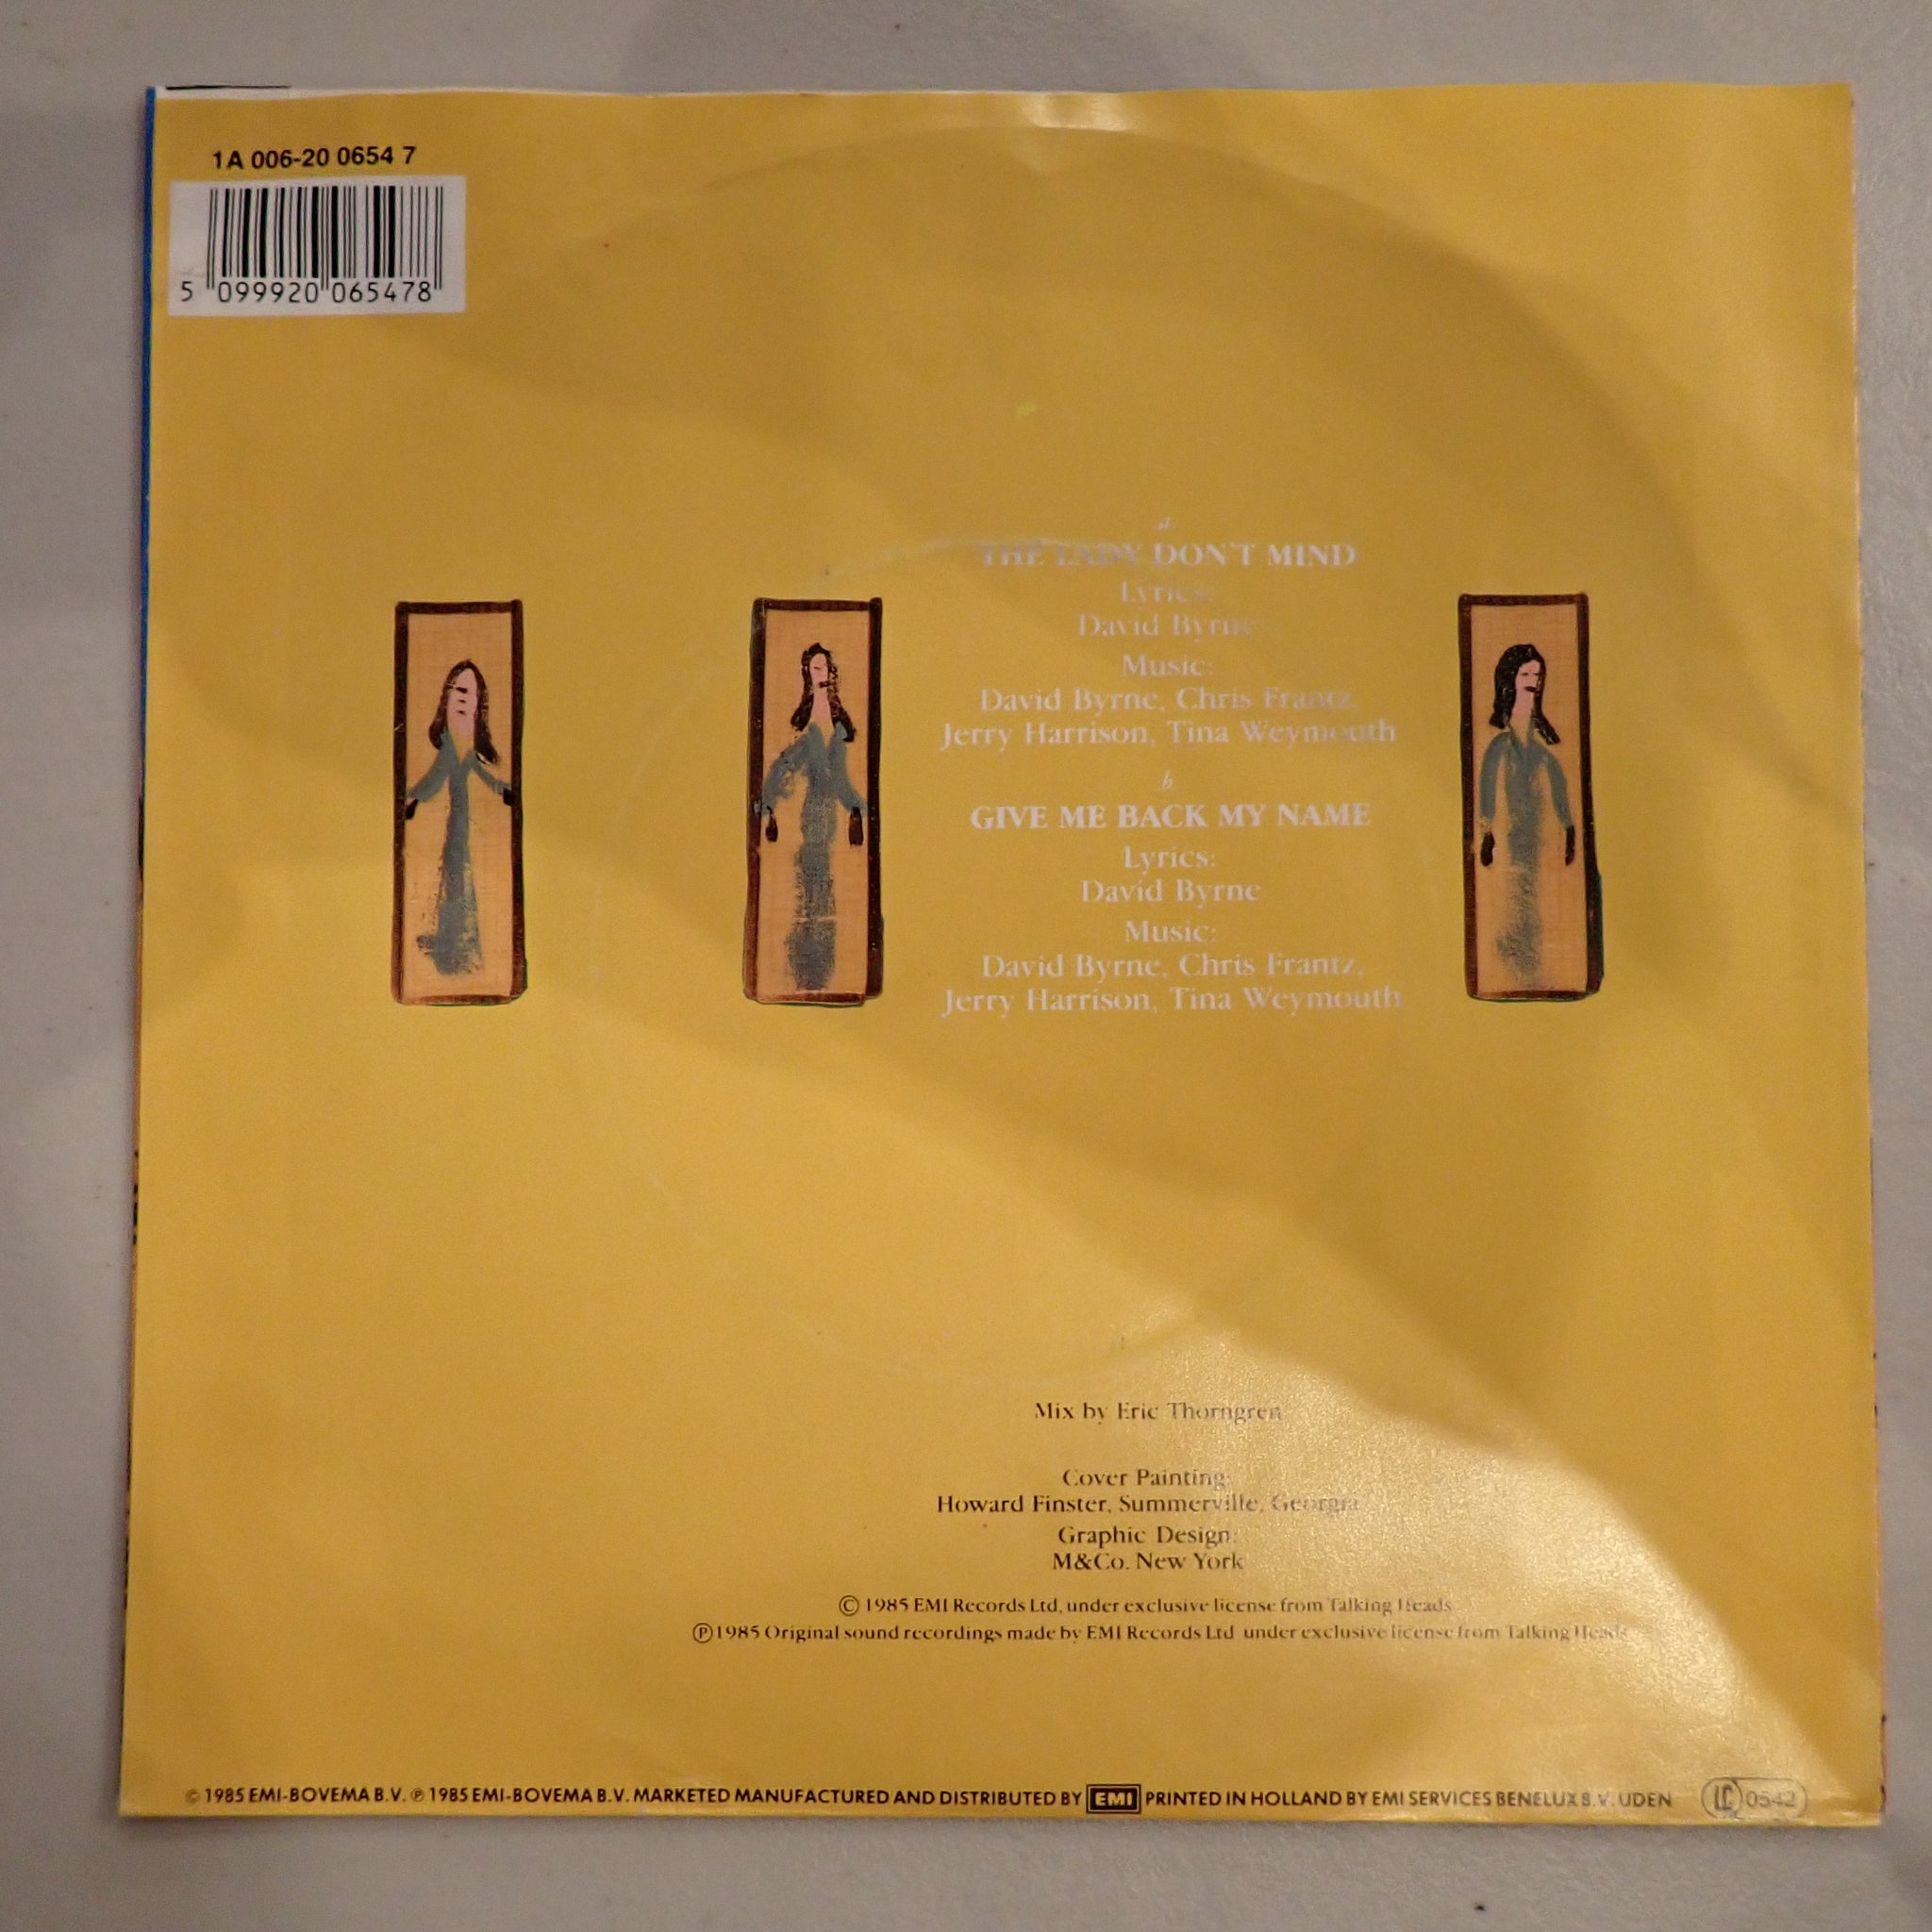 1A 006-20 0654 7
5 099920 065478
a.
THE LADY DON'T MIND
Lyrics:
David Byrne
Music:
David Byrne, Chris Frantz,
Jerry Harrison, Tina Weymouth
b.
GIVE ME BACK MY NAME
Lyrics:
David Byrne
Music:
David Byrne, Chris Frantz,
Jerry Harrison, Tina Weymouth
Mix by Eric Thorngren
Cover Painting:
Howard Finster, Summerville, Georgia
Graphic Design:
M&Co. New York
© 1985 EMI Records Ltd, under exclusive license from Talking Heads
℗ 1985 Original sound recordings made by EMI Records Ltd under exclusive license from Talking Heads
© 1985 EMI-BOVEMA B.V. ℗ 1985 EMI-BOVEMA B.V. MARKETED MANUFACTURED AND DISTRIBUTED BY EMI PRINTED IN HOLLAND BY EMI SERVICES BENELUX B.V. UDEN LC 0542